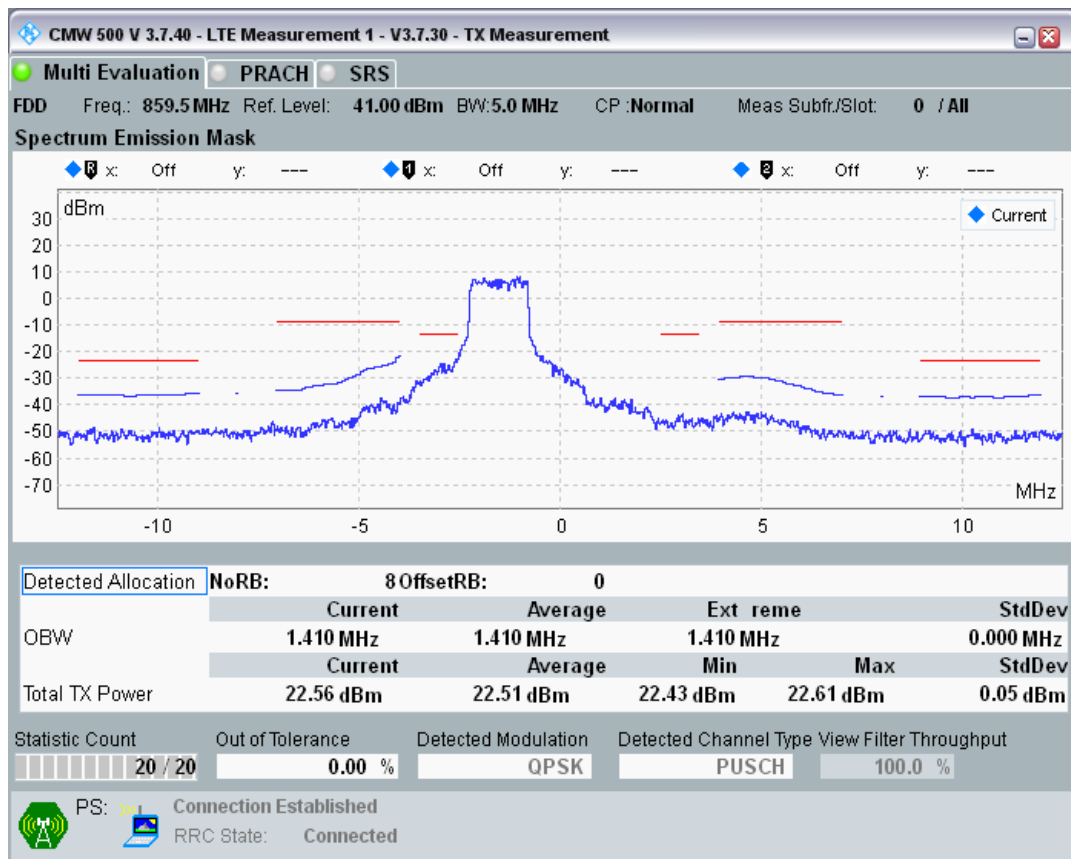 CMW 500 V 3.7.40 - LTE Measurement 1 - V3.7.30 - TX Measurement
Multi Evaluation PRACH SRS
FDD Freq.: 859.5 MHz Ref. Level: 41.00 dBm BW:5.0 MHz CP :Normal Meas Subfr./Slot: 0 / All
Spectrum Emission Mask
R x: Off y: --- 1 x: Off y: --- 2 x: Off y: ---
dBm
Current
30
20
10
0
-10
-20
-30
-40
-50
-60
-70
MHz
-10 -5 0 5 10
Detected Allocation NoRB: 8 OffsetRB: 0
Current Average Ext reme StdDev
OBW 1.410 MHz 1.410 MHz 1.410 MHz 0.000 MHz
Current Average Min Max StdDev
Total TX Power 22.56 dBm 22.51 dBm 22.43 dBm 22.61 dBm 0.05 dBm
Statistic Count Out of Tolerance Detected Modulation Detected Channel Type View Filter Throughput
20 / 20 0.00 % QPSK PUSCH 100.0 %
PS: Connection Established
RRC State: Connected